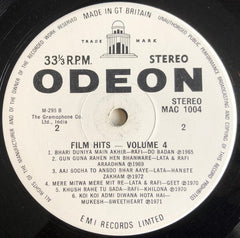 MADE IN GT BRITAIN
TRADE MARK
33⅓ R.P.M. STEREO
ODEON
M-295 B
The Gramophone Co. Ltd., India
STEREO
MAC 1004
2 2
FILM HITS - VOLUME 4
1 - BHARI DUNIYA MAIN AKHIR-RAFI-DO BADAN ℗1965
2 - GUN GUNA RAHEN HEN BHANWARE-LATA & RAFI
ARAADHNA ℗1969
3 - AAJ SOCHA TO ANSOO BHAR AAYE-LATA-HANSTE
ZAKHAM ℗1972
4 - MERE MITWA MERE MIT RE-LATA & RAFI-GEET ℗1970
5 - KHUSH RAHE TU SADA-RAFI-KHILONA ℗1970
6 - KOI KOI ADMI DIWANA HOTA HAI-
MUKESH-SWEETHEART ℗1971
EMI RECORDS LIMITED